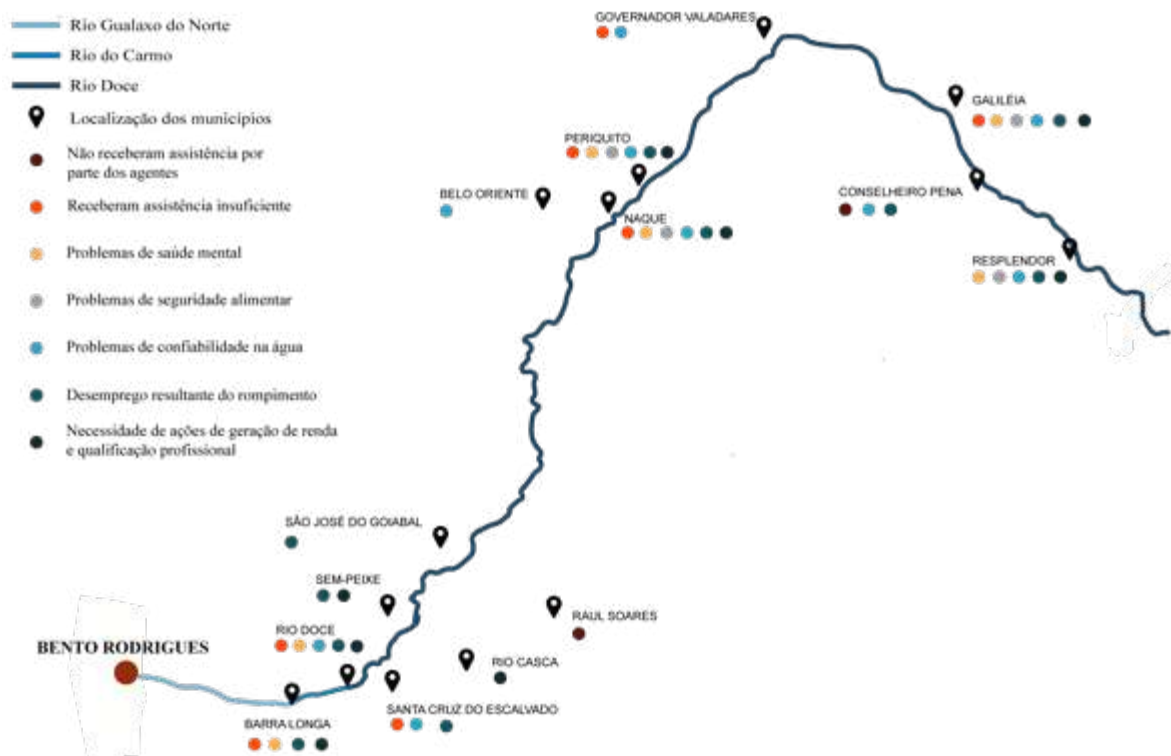 Rio Gualaxo do Norte
Rio do Carmo
Rio Doce
Localização dos municípios
Não receberam assistência por
parte dos agentes
Receberam assistência insuficiente
Problemas de saúde mental
Problemas de seguridade alimentar
Problemas de confiabilidade na água
Desemprego resultante do rompimento
Necessidade de ações de geração de renda
e qualificação profissional
GOVERNADOR VALADARES
GALILÉIA
PERIQUITO
BELO ORIENTE
CONSELHEIRO PENA
NAQUE
RESPLENDOR
SÃO JOSÉ DO GOIABAL
SEM-PEIXE
RAUL SOARES
RIO DOCE
BENTO RODRIGUES
RIO CASCA
SANTA CRUZ DO ESCALVADO
BARRA LONGA